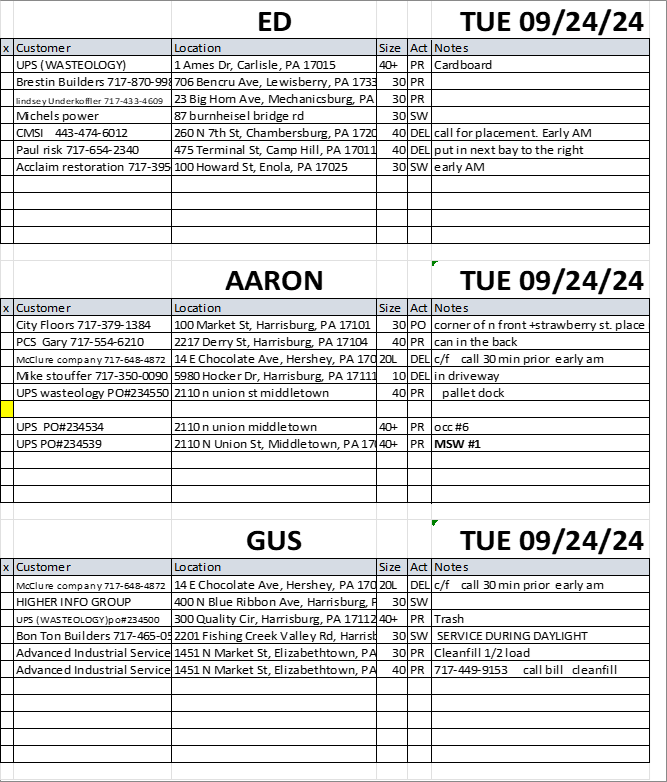 ED TUE 09/24/24
x Customer Location Size Act Notes
UPS (WASTEOLOGY) 1 Ames Dr, Carlisle, PA 17015 40+ PR Cardboard
Brestin Builders 717-870-998 706 Bencru Ave, Lewisberry, PA 1733 30 PR
lindsey Underkoffler 717-433-4609 23 Big Horn Ave, Mechanicsburg, PA 30 PR
Michels power 87 burnheisel bridge rd 30 SW
CMSI 443-474-6012 260 N 7th St, Chambersburg, PA 1720 40 DEL call for placement. Early AM
Paul risk 717-654-2340 475 Terminal St, Camp Hill, PA 17011 40 DEL put in next bay to the right
Acclaim restoration 717-395 100 Howard St, Enola, PA 17025 30 SW early AM
AARON TUE 09/24/24
x Customer Location Size Act Notes
City Floors 717-379-1384 100 Market St, Harrisburg, PA 17101 30 PO corner of n front +strawberry st. place
PCS Gary 717-554-6210 2217 Derry St, Harrisburg, PA 17104 40 PR can in the back
McClure company 717-648-4872 14 E Chocolate Ave, Hershey, PA 170 20L DEL c/f call 30 min prior early am
Mike stouffer 717-350-0090 5980 Hocker Dr, Harrisburg, PA 17111 10 DEL in driveway
UPS wasteology PO#234550 2110 n union st middletown 40 PR pallet dock
UPS PO#234534 2110 n union middletown 40+ PR occ #6
UPS PO#234539 2110 N Union St, Middletown, PA 170 40+ PR MSW #1
GUS TUE 09/24/24
x Customer Location Size Act Notes
McClure company 717-648-4872 14 E Chocolate Ave, Hershey, PA 170 20L DEL c/f call 30 min prior early am
HIGHER INFO GROUP 400 N Blue Ribbon Ave, Harrisburg, P 30 SW
UPS (WASTEOLOGY)po#234500 300 Quality Cir, Harrisburg, PA 17112 40+ PR Trash
Bon Ton Builders 717-465-05 2201 Fishing Creek Valley Rd, Harrisb 30 SW SERVICE DURING DAYLIGHT
Advanced Industrial Service 1451 N Market St, Elizabethtown, PA 30 PR Cleanfill 1/2 load
Advanced Industrial Service 1451 N Market St, Elizabethtown, PA 40 PR 717-449-9153 call bill cleanfill